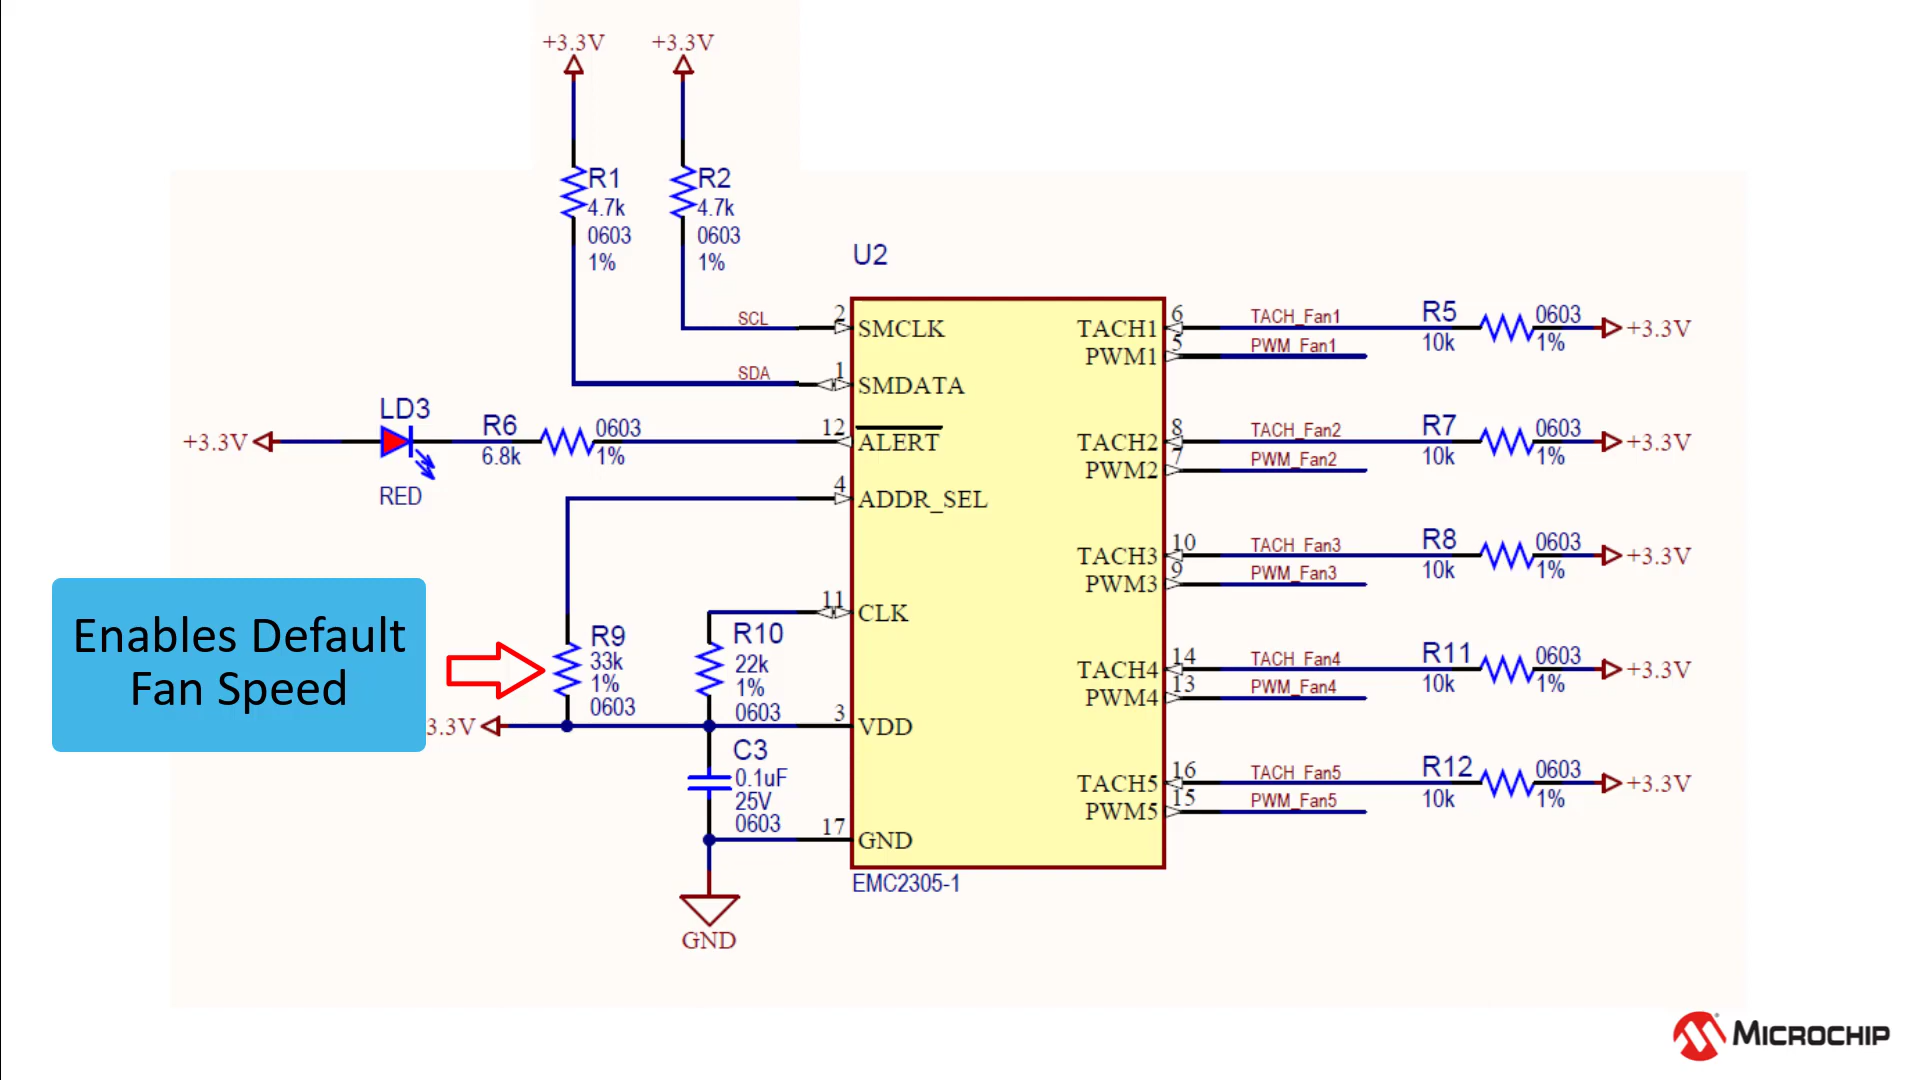 +3.3V
+3.3V
R1
4.7k
0603
1%
R2
4.7k
0603
1%
U2
SCL
2
SMCLK
SDA
1
SMDATA
+3.3V
LD3
RED
R6
6.8k
0603
1%
12
ALERT
4
ADDR_SEL
11
CLK
Enables Default
Fan Speed
R9
33k
1%
0603
R10
22k
1%
0603
3.3V
3
VDD
C3
0.1uF
25V
0603
17
GND
GND
EMC2305-1
TACH1
6
TACH_Fan1
R5
10k
0603
1%
+3.3V
PWM1
5
PWM_Fan1
TACH2
8
TACH_Fan2
R7
10k
0603
1%
+3.3V
PWM2
7
PWM_Fan2
TACH3
10
TACH_Fan3
R8
10k
0603
1%
+3.3V
PWM3
9
PWM_Fan3
TACH4
14
TACH_Fan4
R11
10k
0603
1%
+3.3V
PWM4
13
PWM_Fan4
TACH5
16
TACH_Fan5
R12
10k
0603
1%
+3.3V
PWM5
15
PWM_Fan5
MICROCHIP